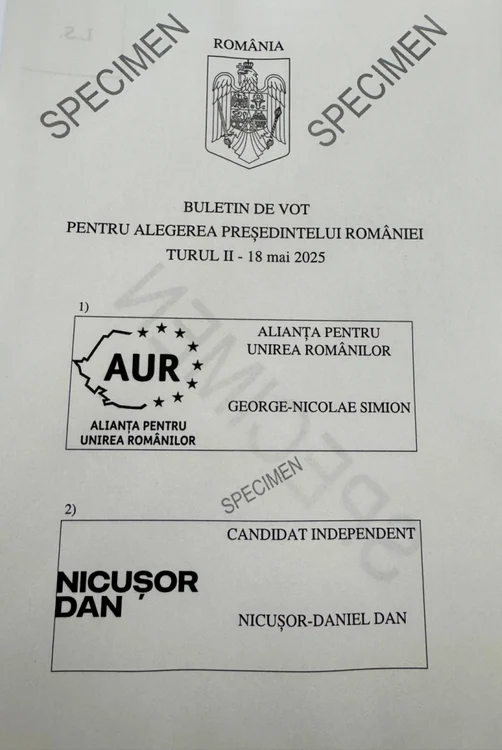 L.S.
SPECIMEN
SPECIMEN
ROMÂNIA
BULETIN DE VOT
PENTRU ALEGEREA PREȘEDINTELUI ROMÂNIEI
TURUL II - 18 mai 2025
SPECIMEN
1)
AUR
ALIANȚA PENTRU
UNIREA ROMÂNILOR
ALIANȚA PENTRU
UNIREA ROMÂNILOR
GEORGE-NICOLAE SIMION
SPECIMEN
2)
CANDIDAT INDEPENDENT
NICUȘOR
DAN
NICUȘOR-DANIEL DAN